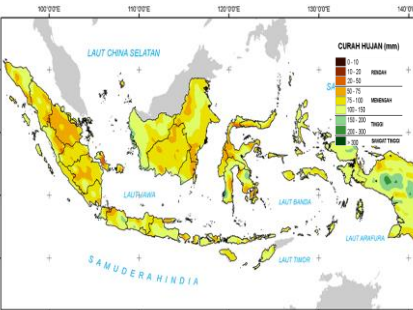 100°0'0"E 110°0'0"E 120°0'0"E 130°0'0"E 140°0'
LAUT CHINA SELATAN
CURAH HUJAN (mm)
0 - 10
10 - 20 RENDAH
20 - 50
50 - 75
75 - 100 MENENGAH
100 - 150
150 - 200 TINGGI
200 - 300
> 300 SANGAT TINGGI
SA
LAUT JAWA
LAUT BANDA
LAUT ARAFURA
LAUT TIMOR
SAMUDERA HINDIA